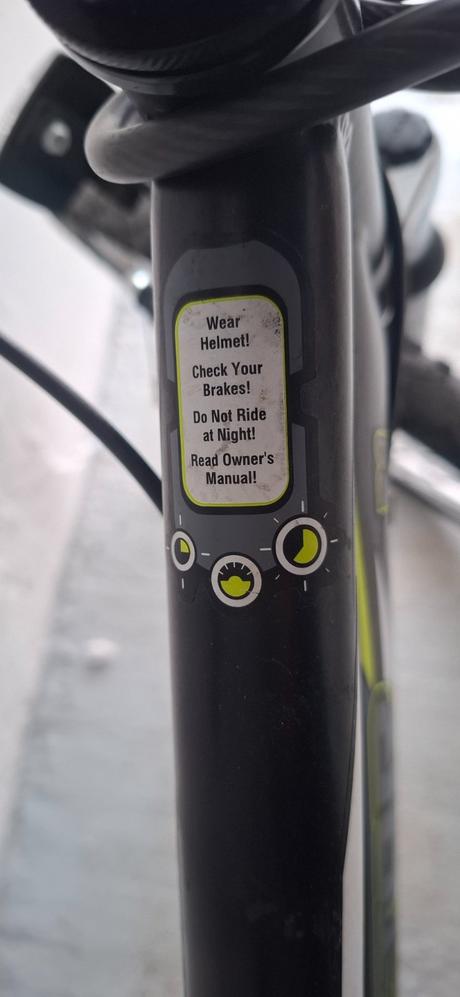 Wear
Helmet!
Check Your
Brakes!
Do Not Ride
at Night!
Read Owner's
Manual!